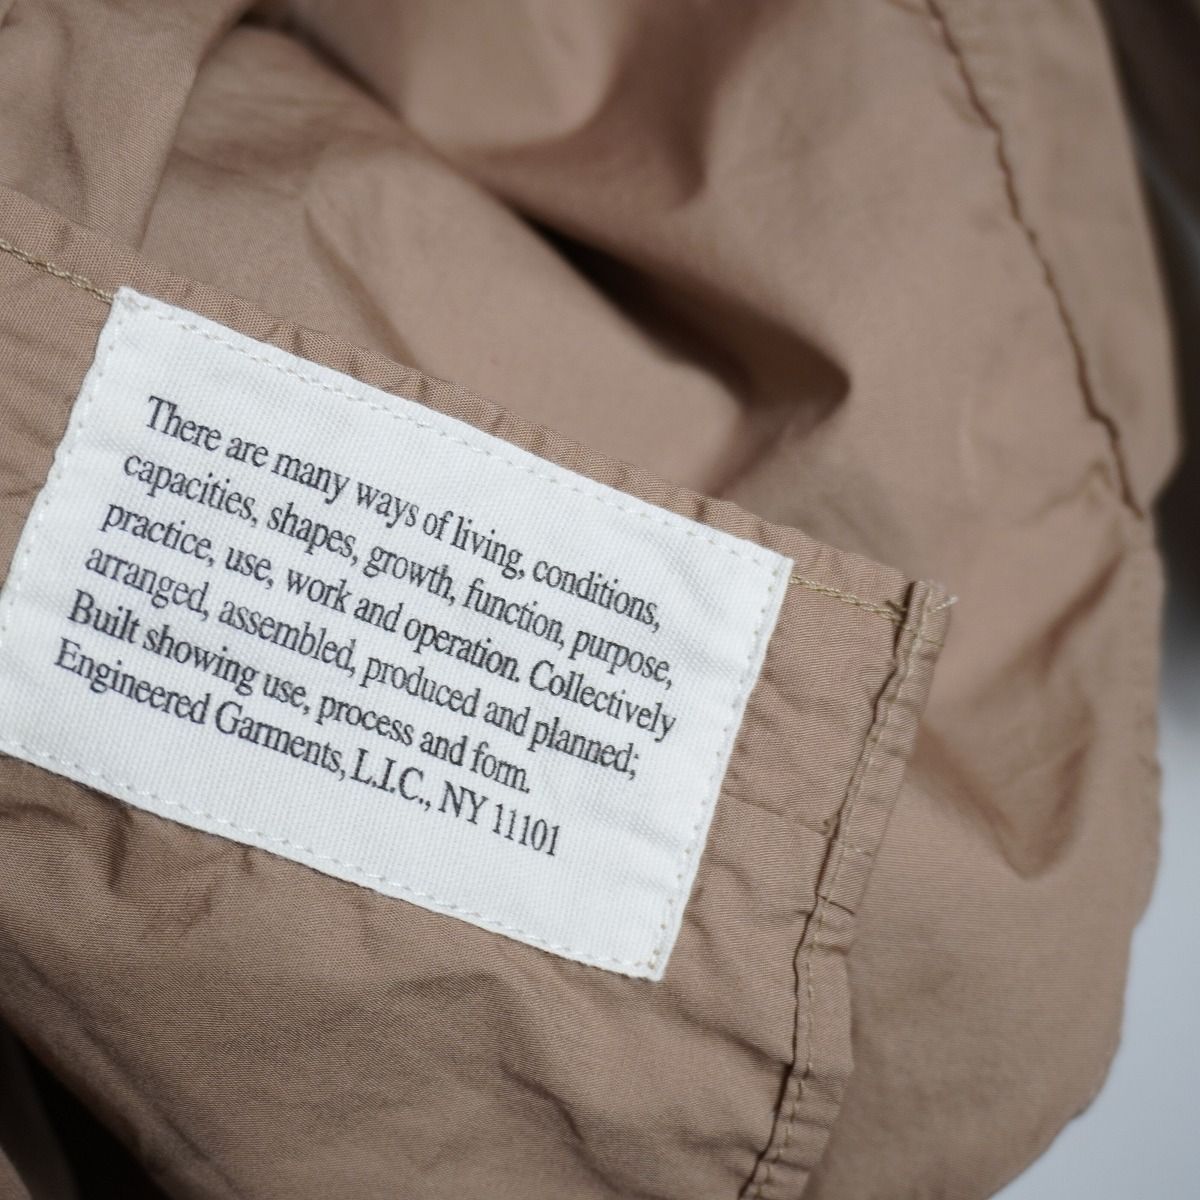 There are many ways of living, conditions,
capacities, shapes, growth, function, purpose,
practice, use, work and operation. Collectively
arranged, assembled, produced and planned;
Built showing use, process and form.
Engineered Garments, L.I.C., NY 11101